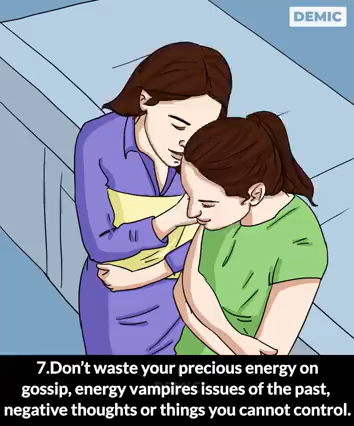 DEMIC
7.Don't waste your precious energy on
gossip, energy vampires issues of the past,
negative thoughts or things you cannot control.